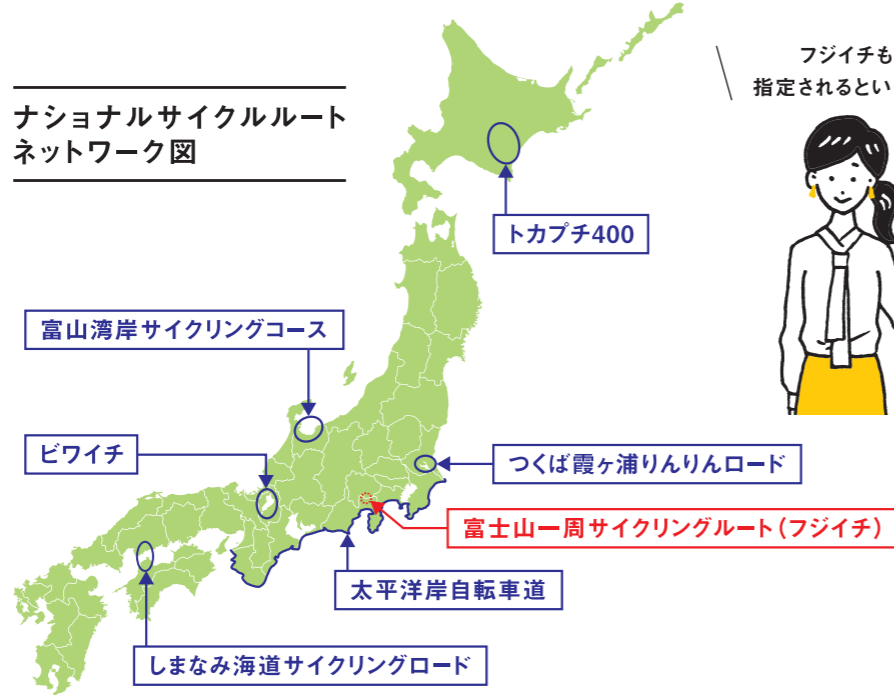 ナショナルサイクルルート
ネットワーク図
フジイチも
指定されるとい
トカプチ400
富山湾岸サイクリングコース
ビワイチ
つくば霞ヶ浦りんりんロード
富士山一周サイクリングルート(フジイチ)
太平洋岸自転車道
しまなみ海道サイクリングロード